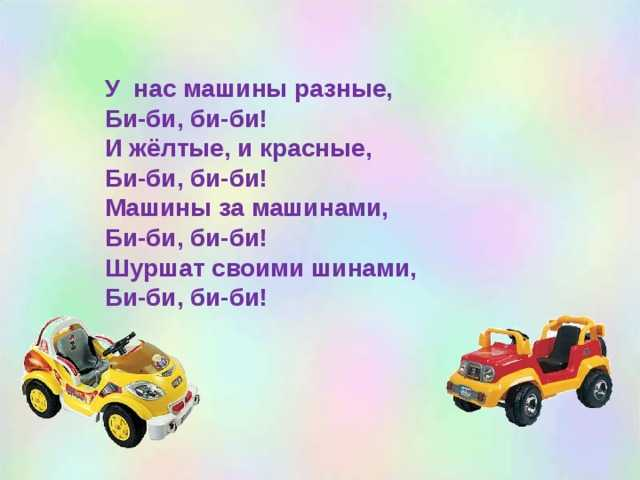 У нас машины разные,
Би-би, би-би!
И жёлтые, и красные,
Би-би, би-би!
Машины за машинами,
Би-би, би-би!
Шуршат своими шинами,
Би-би, би-би!